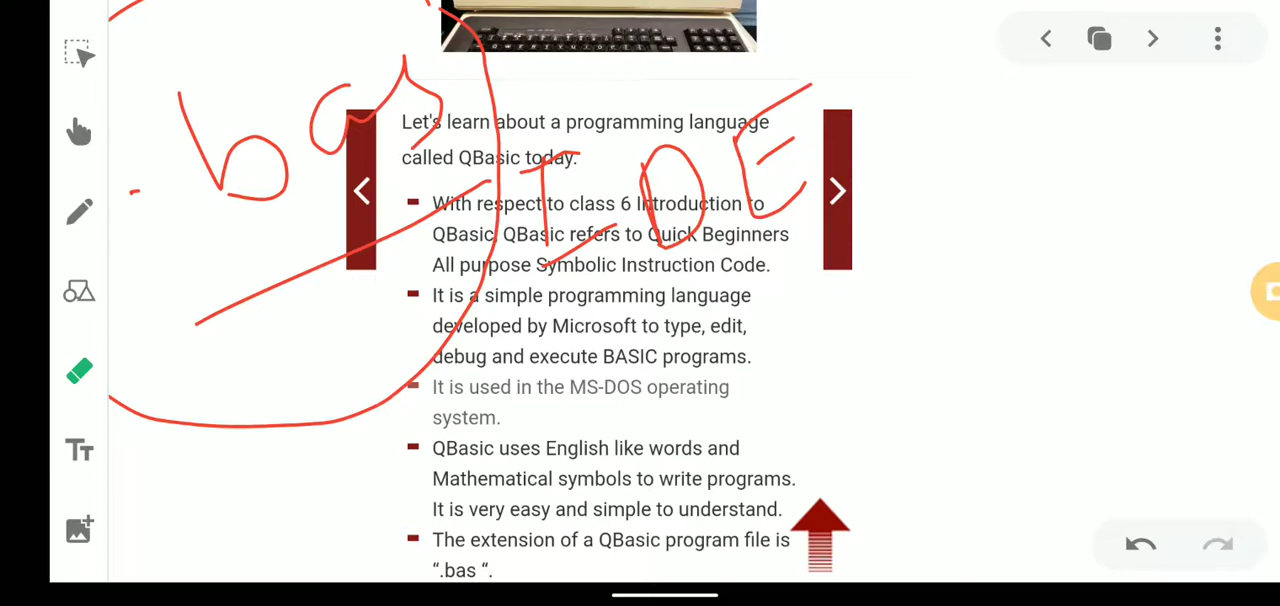 .bas
IDE
Let's learn about a programming language
called QBasic today.
With respect to class 6 Introduction to
QBasic, QBasic refers to Quick Beginners
All purpose Symbolic Instruction Code.
It is a simple programming language
developed by Microsoft to type, edit,
debug and execute BASIC programs.
It is used in the MS-DOS operating
system.
QBasic uses English like words and
Mathematical symbols to write programs.
It is very easy and simple to understand.
The extension of a QBasic program file is
“.bas “.
TT